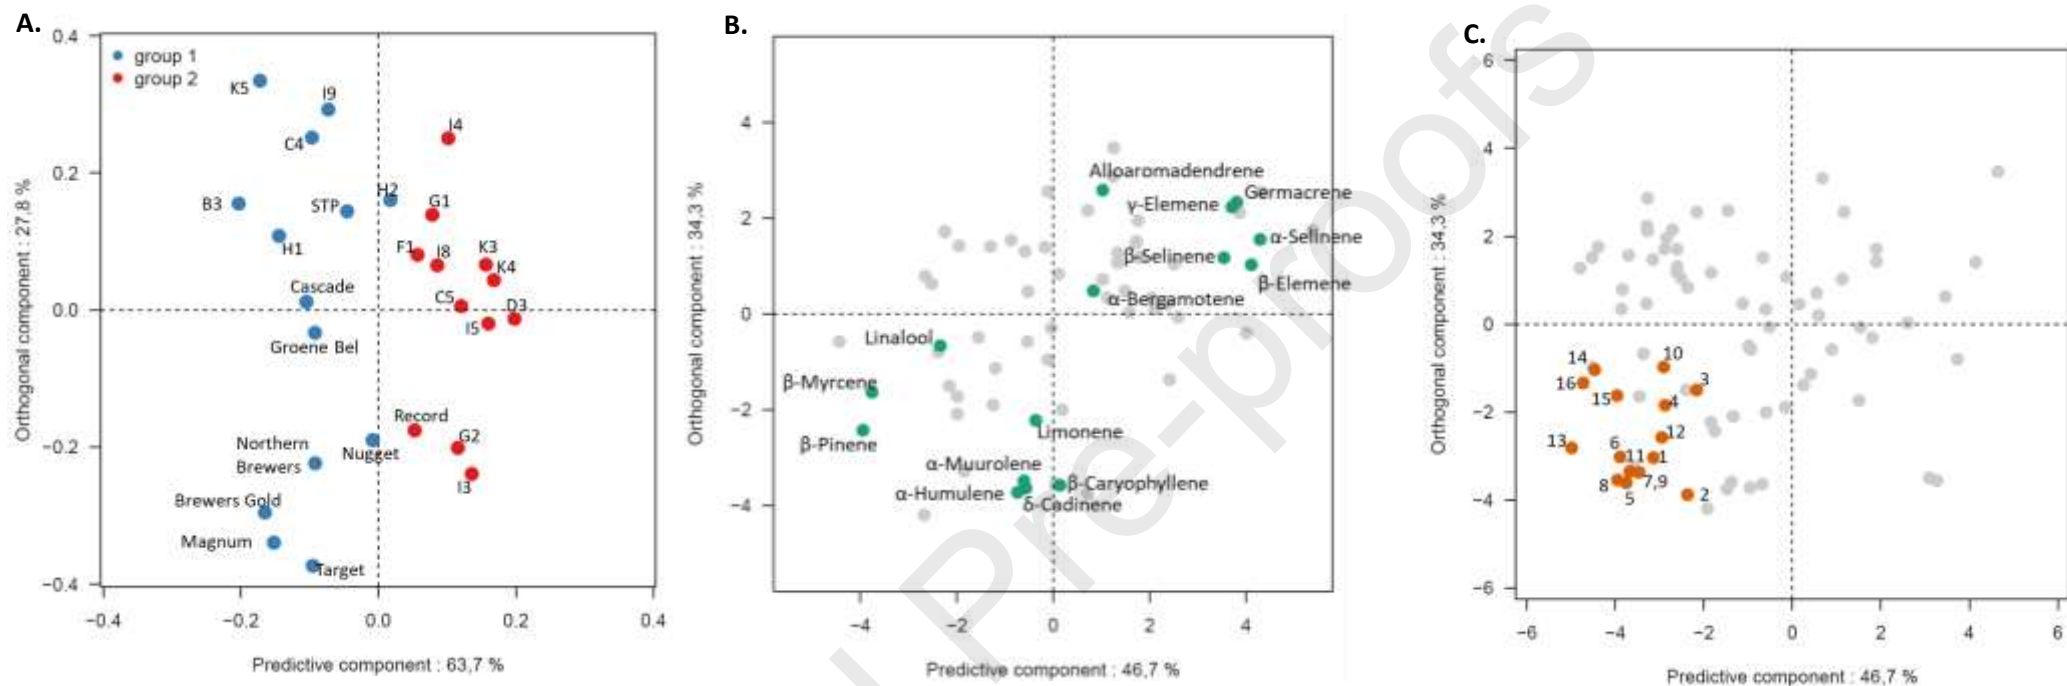 A.
group 1
group 2
K5
I9
C4
I4
B3
STP
H2
G1
H1
F1
I8
K3
K4
Cascade
C5
D3
I5
Groene Bel
Record
Northern
Brewers
Nugget
G2
I3
Brewers Gold
Magnum
Target
0.4
0.2
0.0
−0.2
−0.4
−0.4
−0.2
0.0
0.2
0.4
Orthogonal component : 27,8 %
Predictive component : 63,7 %
B.
Alloaromadendrene
Germacrene
γ-Elemene
α-Selinene
β-Selinene
β-Elemene
α-Bergamotene
Linalool
β-Myrcene
β-Pinene
Limonene
α-Muurolene
β-Caryophyllene
α-Humulene
δ-Cadinene
4
2
0
−2
−4
−4
−2
0
2
4
Orthogonal component : 34,3 %
Predictive component : 46,7 %
C.
14
10
16
3
15
4
12
13
6
11
1
8
7,9
5
2
6
4
2
0
−2
−4
−6
−6
−4
−2
0
2
4
6
Orthogonal component : 34,3 %
Predictive component : 46,7 %
Pre-proofs